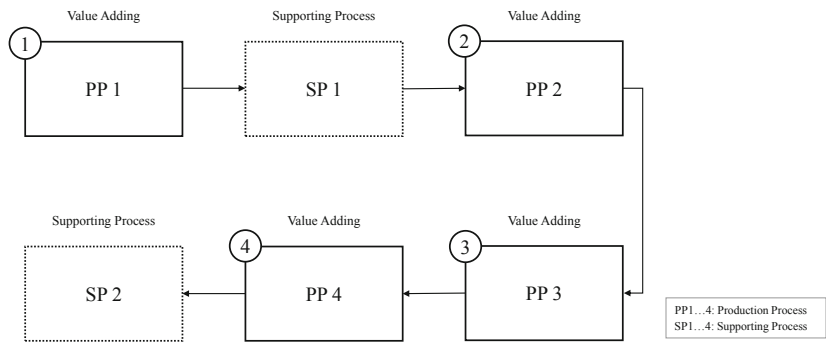 Value Adding
Supporting Process
Value Adding
1
2
PP 1
SP 1
PP 2
Supporting Process
Value Adding
Value Adding
4
3
SP 2
PP 4
PP 3
PP1…4: Production Process
SP1…4: Supporting Process